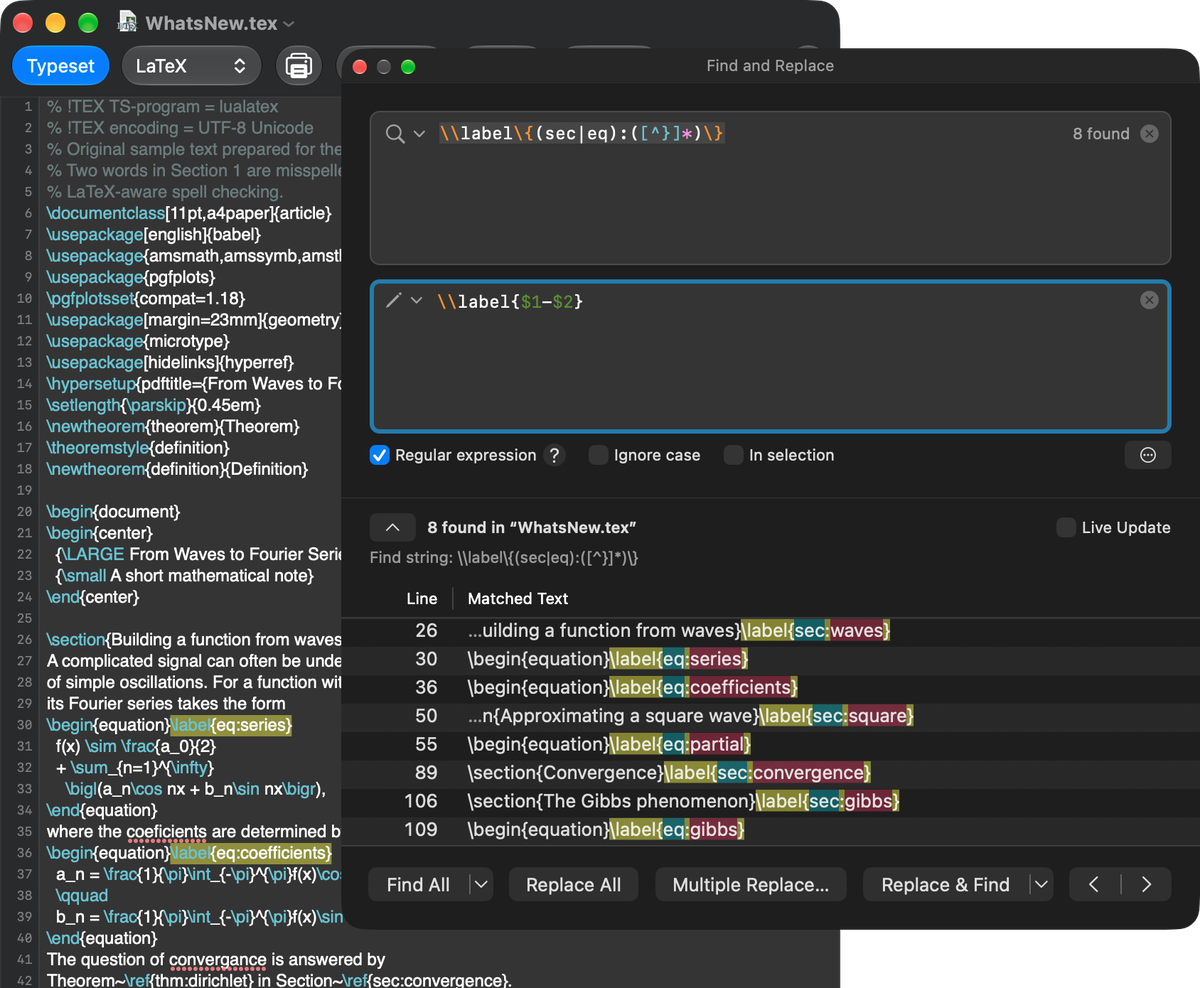 WhatsNew.tex
Typeset
LaTeX
1 % !TEX TS-program = lualatex
2 % !TEX encoding = UTF-8 Unicode
3 % Original sample text prepared for the
4 % Two words in Section 1 are misspelle
5 % LaTeX-aware spell checking.
6 \documentclass[11pt,a4paper]{article}
7 \usepackage[english]{babel}
8 \usepackage{amsmath,amssymb,amst
9 \usepackage{pgfplots}
10 \pgfplotsset{compat=1.18}
11 \usepackage[margin=23mm]{geometry}
12 \usepackage{microtype}
13 \usepackage[hidelinks]{hyperref}
14 \hypersetup{pdftitle={From Waves to Fo
15 \setlength{\parskip}{0.45em}
16 \newtheorem{theorem}{Theorem}
17 \theoremstyle{definition}
18 \newtheorem{definition}{Definition}
19
20 \begin{document}
21 \begin{center}
22 {\LARGE From Waves to Fourier Serie
23 {\small A short mathematical note}
24 \end{center}
25
26 \section{Building a function from waves
27 A complicated signal can often be unde
28 of simple oscillations. For a function wit
29 its Fourier series takes the form
30 \begin{equation}\label{eq:series}
31 f(x) \sim \frac{a_0}{2}
32 + \sum_{n=1}^{\infty}
33 \bigl(a_n\cos nx + b_n\sin nx\bigr),
34 \end{equation}
35 where the coeficients are determined b
36 \begin{equation}\label{eq:coefficients}
37 a_n = \frac{1}{\pi}\int_{-\pi}^{\pi}f(x)\co
38 \qquad
39 b_n = \frac{1}{\pi}\int_{-\pi}^{\pi}f(x)\sin
40 \end{equation}
41 The question of convergance is answered by
42 Theorem~\ref{thm:dirichlet} in Section~\ref{sec:convergence}.
Find and Replace
\\label\{(sec|eq):([^}]*)\}
8 found
\\label{$1-$2}
Regular expression ? Ignore case In selection
8 found in “WhatsNew.tex”
Live Update
Find string: \\label\{(sec|eq):([^}]*)\}
Line Matched Text
26 …uilding a function from waves}\label{sec:waves}
30 \begin{equation}\label{eq:series}
36 \begin{equation}\label{eq:coefficients}
50 …n{Approximating a square wave}\label{sec:square}
55 \begin{equation}\label{eq:partial}
89 \section{Convergence}\label{sec:convergence}
106 \section{The Gibbs phenomenon}\label{sec:gibbs}
109 \begin{equation}\label{eq:gibbs}
Find All Replace All Multiple Replace… Replace & Find